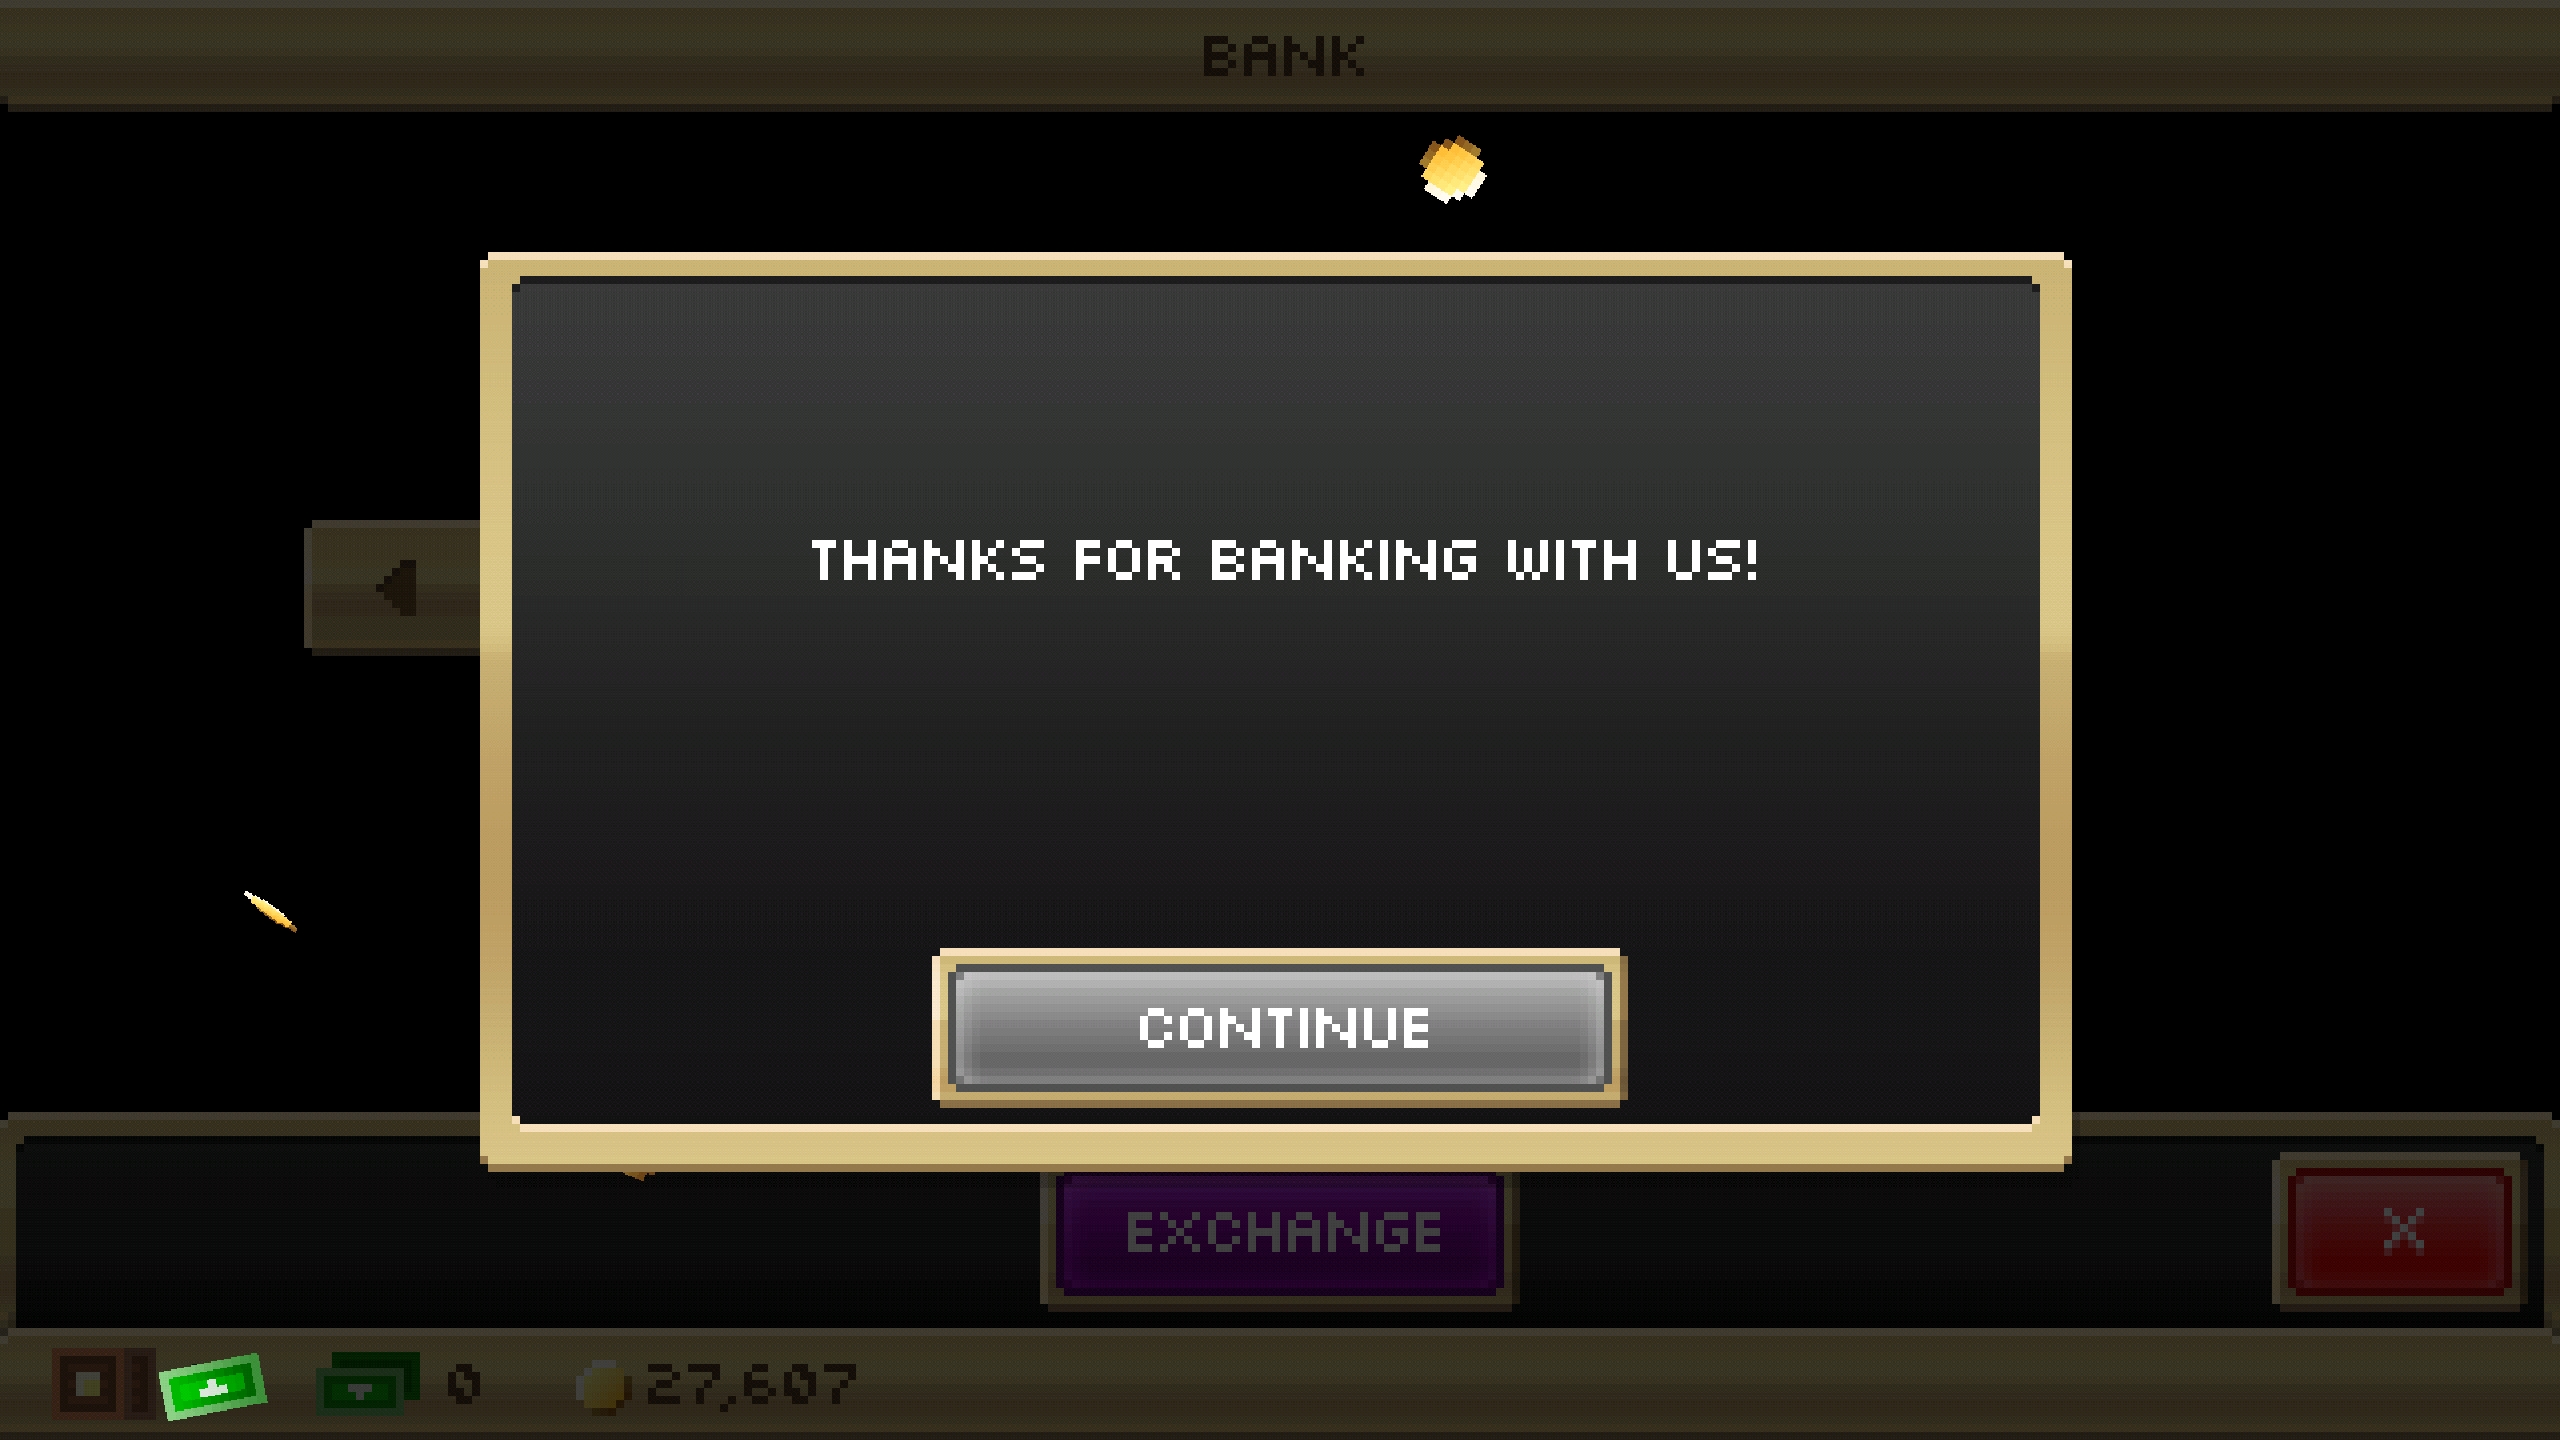 BANK
THANKS FOR BANKING WITH US!
CONTINUE
EXCHANGE
X
0
27,607